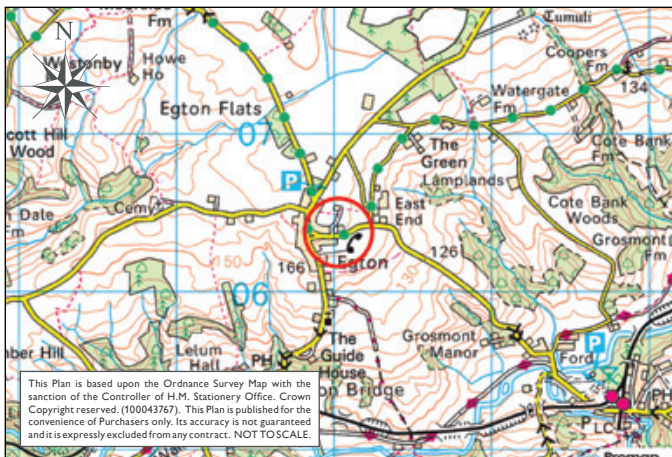 Fm
Tumuli
N
Westonby
Howe
Ho
Coopers
Fm
134
Egton Flats
Watergate
Fm
cott Hill
Wood
07
The
Green
Cote Bank
Fm
P
Lamplands
n Dale
Fm
Cemy
East
End
Cote Bank
Woods
Grosmont
Fm
150
166
Egton
130
126
06
The
Guide
House
Grosmont
Manor
P
Ford
mber Hill
Lelum
Hall
PH
on Bridge
PH
P
LC
This Plan is based upon the Ordnance Survey Map with the
sanction of the Controller of H.M. Stationery Office. Crown
Copyright reserved. (100043767). This Plan is published for the
convenience of Purchasers only. Its accuracy is not guaranteed
and it is expressly excluded from any contract. NOT TO SCALE.